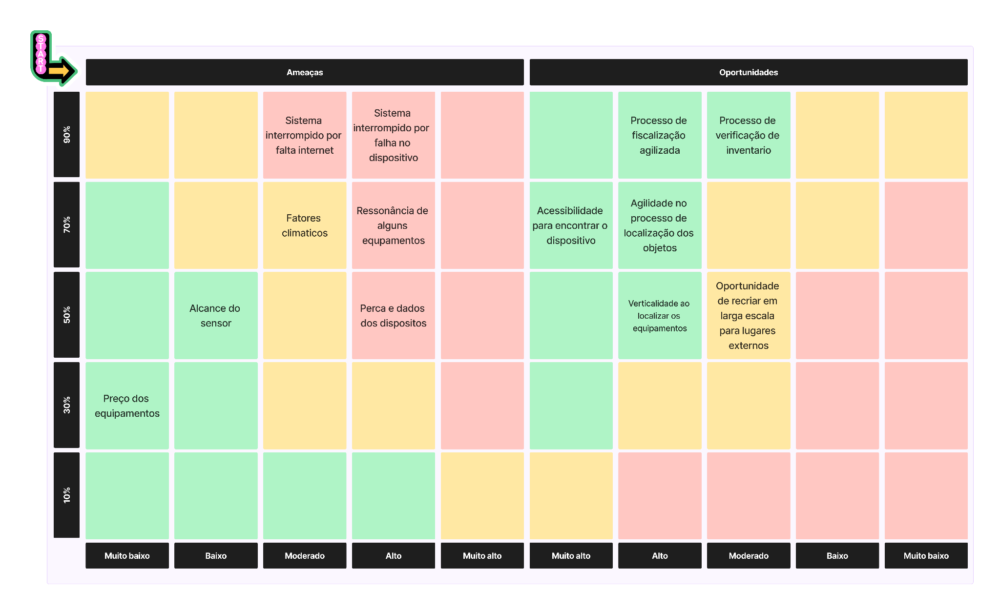 START
Ameaças
Oportunidades
90%
Sistema
interrompido por
falta internet
Sistema
interrompido por
falha no
dispositivo
Processo de
fiscalização
agilizada
Processo de
verificação de
inventario
70%
Fatores
climaticos
Ressonância de
alguns
equpamentos
Acessibilidade
para encontrar o
dispositivo
Agilidade no
processo de
localização dos
objetos
50%
Alcance do
sensor
Perca e dados
dos dispositos
Verticalidade ao
localizar os
equipamentos
Oportunidade
de recriar em
larga escala
para lugares
externos
30%
Preço dos
equipamentos
10%
Muito baixo
Baixo
Moderado
Alto
Muito alto
Muito alto
Alto
Moderado
Baixo
Muito baixo